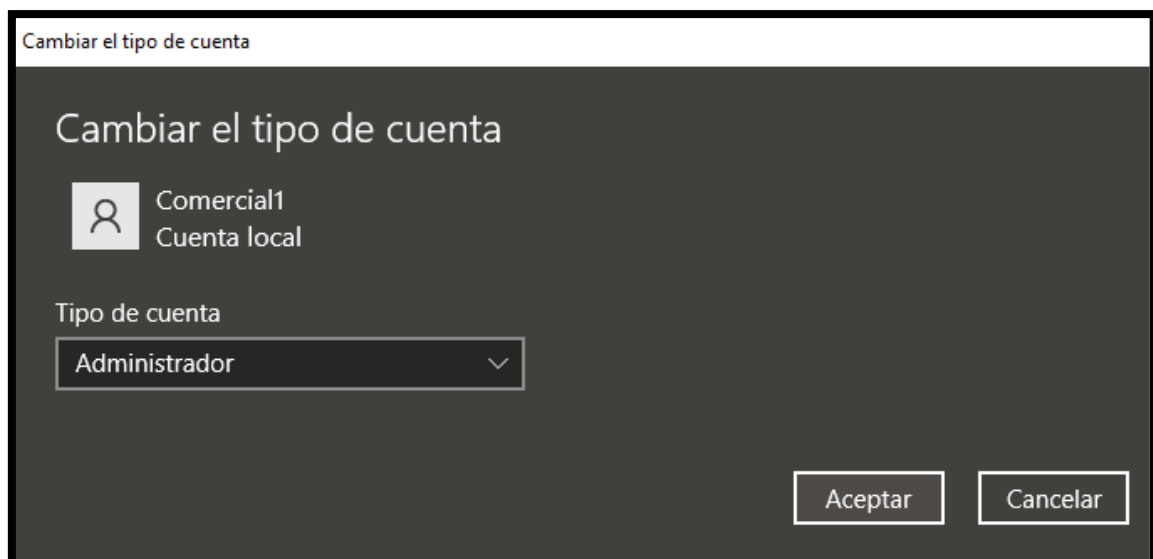 Cambiar el tipo de cuenta
Cambiar el tipo de cuenta
Comercial1
Cuenta local
Tipo de cuenta
Administrador
Aceptar
Cancelar